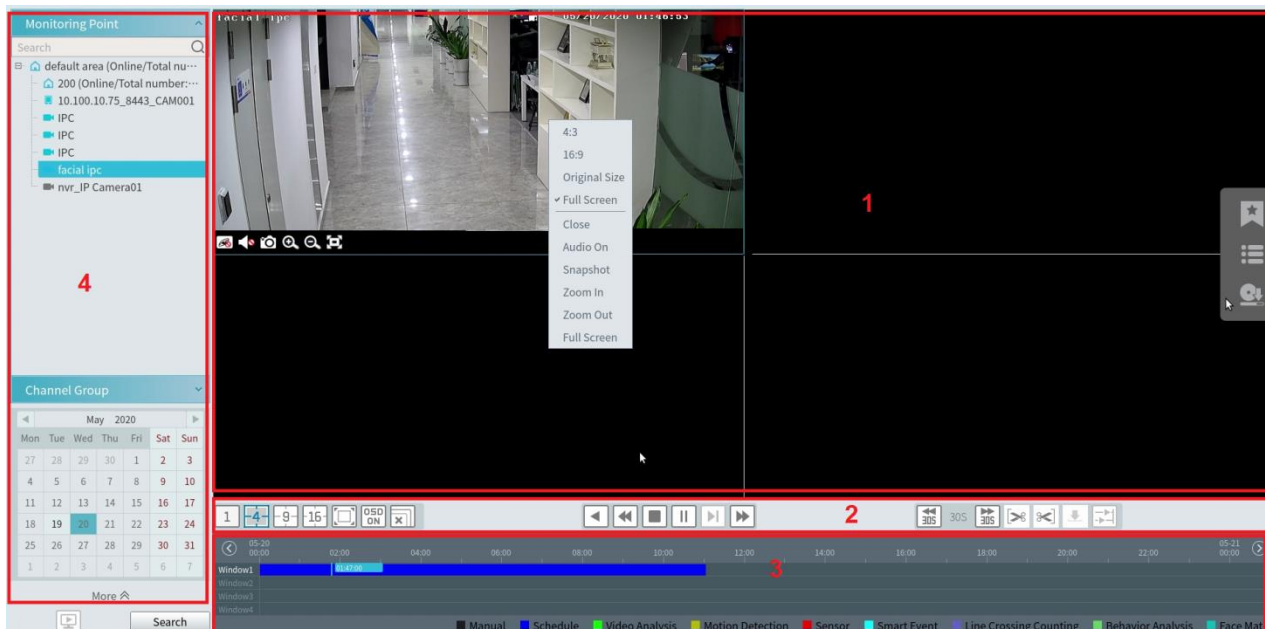 Monitoring Point
Search
default area (Online/Total nu···
200 (Online/Total number:···
10.100.10.75_8443_CAM001
IPC
IPC
IPC
facial ipc
nvr_IP Camera01
4
Channel Group
May 2020
Mon Tue Wed Thu Fri Sat Sun
27 28 29 30 1 2 3
4 5 6 7 8 9 10
11 12 13 14 15 16 17
18 19 20 21 22 23 24
25 26 27 28 29 30 31
1 2 3 4 5 6 7
More
Search
facial ipc
05/20/2020 01:46:53
4:3
16:9
Original Size
Full Screen
Close
Audio On
Snapshot
Zoom In
Zoom Out
Full Screen
1
1 4 9 16 OSD ON
2
30S 30S 30S
05-20 00:00 02:00 04:00 06:00 08:00 10:00 12:00 14:00 16:00 18:00 20:00 22:00 05-21 00:00
Window1 01:47:00
3
Window2
Window3
Window4
Manual Schedule Video Analysis Motion Detection Sensor Smart Event Line Crossing Counting Behavior Analysis Face Mat